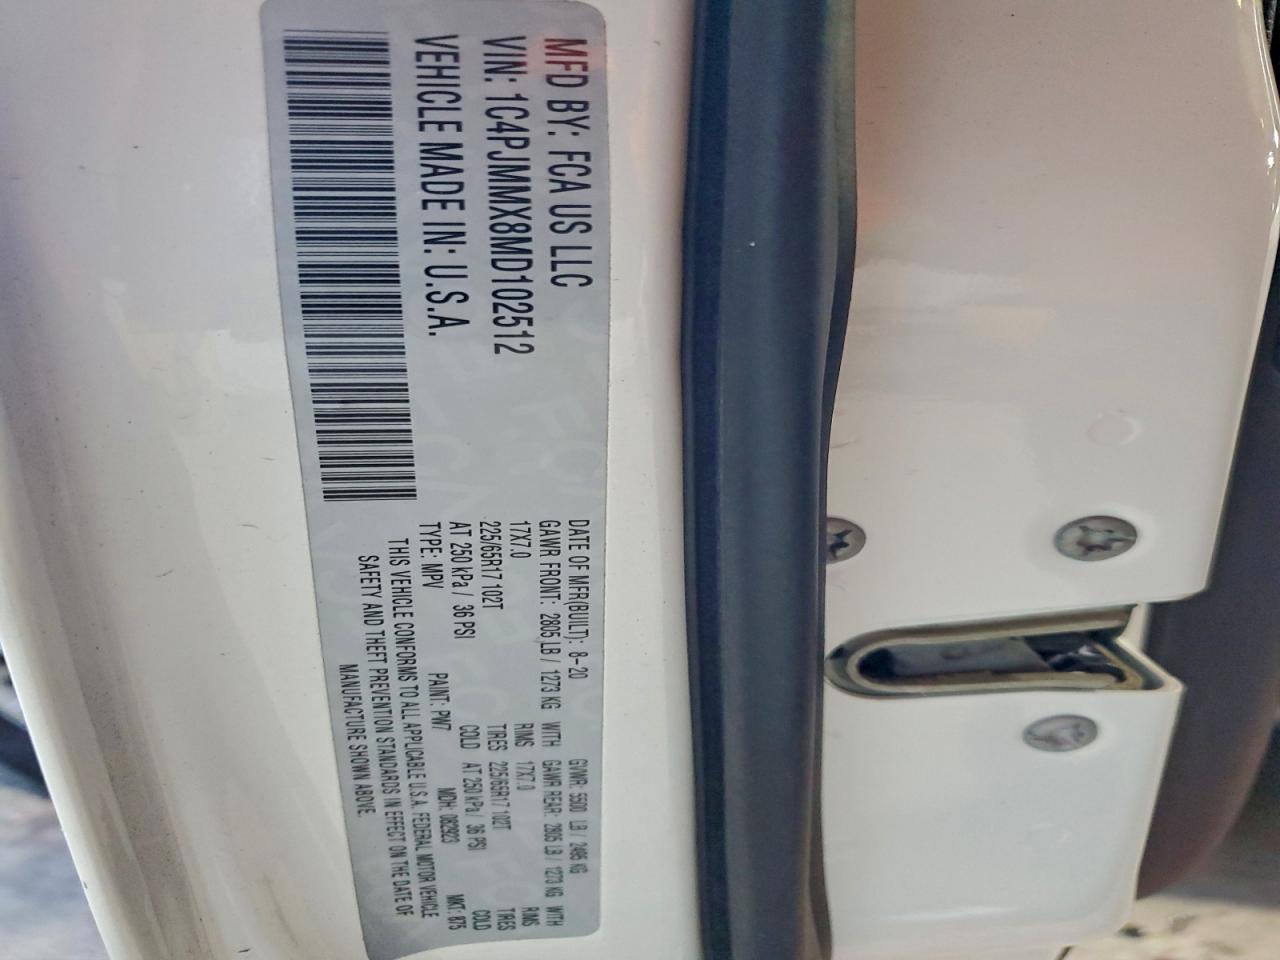 MFD BY: FCA US LLC
VIN: 1C4PJMMX8MD102512
VEHICLE MADE IN: U.S.A.
DATE OF MFR(BUILT): 8-20 GVWR: 5500 LB / 2495 KG
GAWR FRONT: 2805 LB / 1273 KG WITH GAWR REAR: 2805 LB / 1273 KG WITH
17X7.0 RIMS 17X7.0 RIMS
225/65R17 102T TIRES 225/65R17 102T TIRES
AT 250 kPa / 36 PSI COLD AT 250 kPa / 36 PSI COLD
TYPE: MPV PAINT: PW7 MDH: 082923 MKT: 875
THIS VEHICLE CONFORMS TO ALL APPLICABLE U.S.A. FEDERAL MOTOR VEHICLE
SAFETY AND THEFT PREVENTION STANDARDS IN EFFECT ON THE DATE OF
MANUFACTURE SHOWN ABOVE.